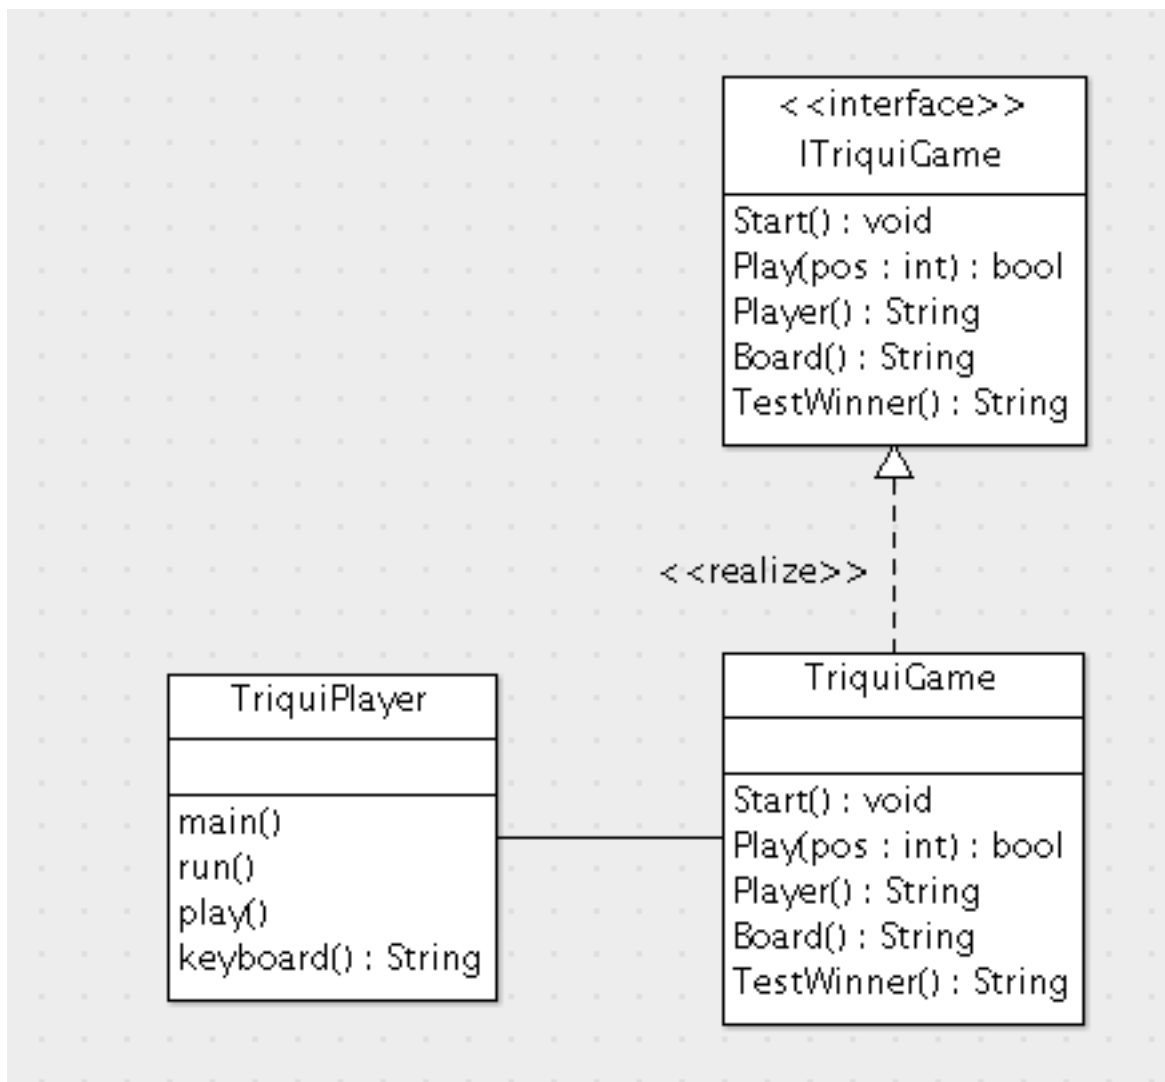 <<interface>>
ITriquiGame
Start() : void
Play(pos : int) : bool
Player() : String
Board() : String
TestWinner() : String
<<realize>>
TriquiPlayer
main()
run()
play()
keyboard() : String
TriquiGame
Start() : void
Play(pos : int) : bool
Player() : String
Board() : String
TestWinner() : String